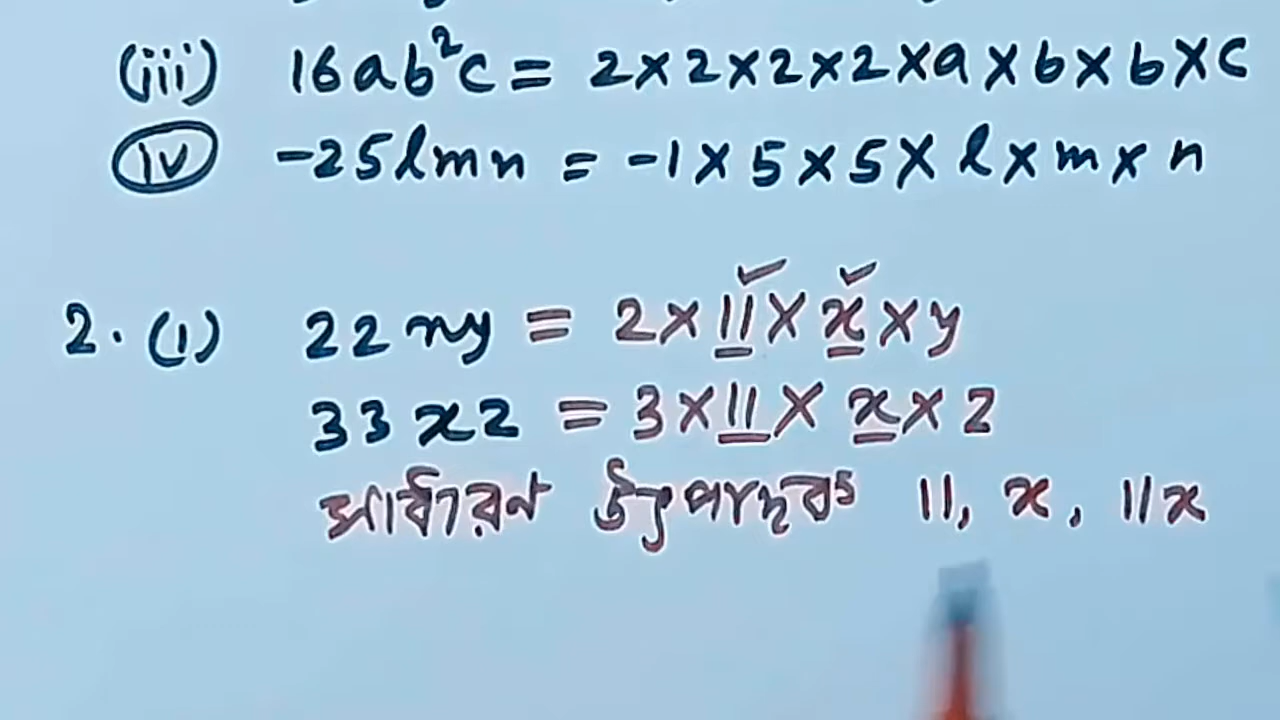 (iii) 16ab²c = 2×2×2×2×a×b×b×c
(iv) -25lmn = -1×5×5×l×m×n
2. (i) 22xy = 2×11×x×y
33xz = 3×11×x×z
সাধারণ উৎপাদক 11, x, 11x